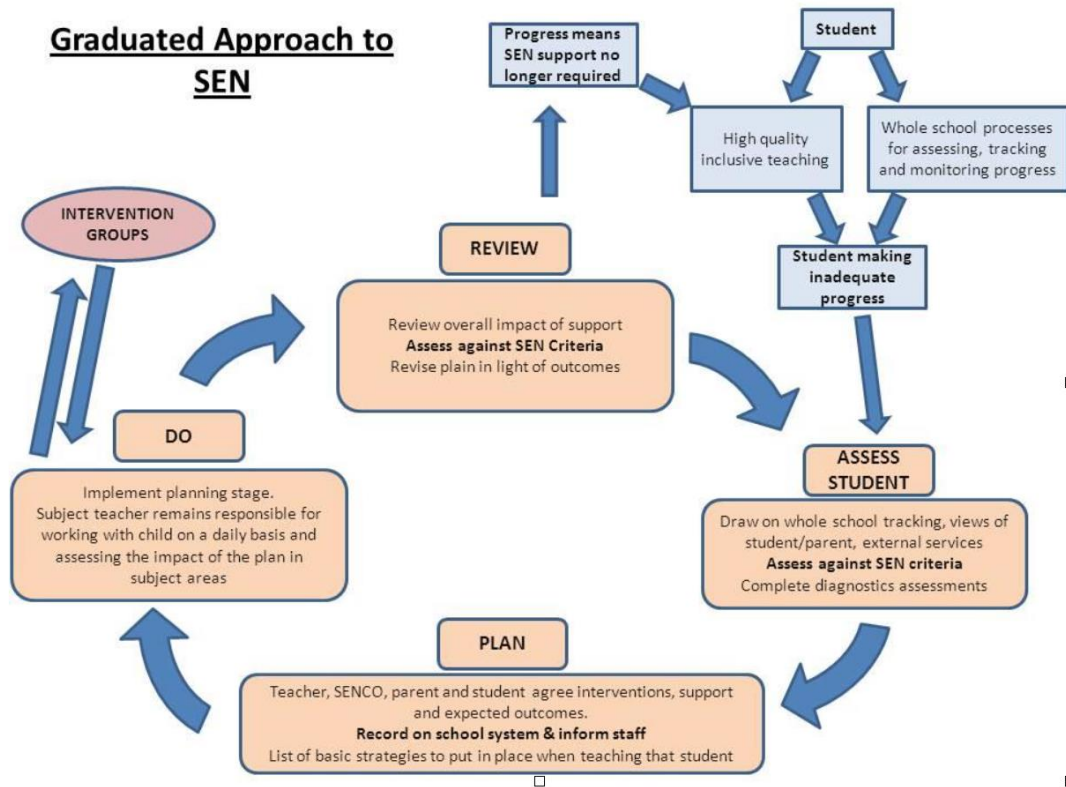 Graduated Approach to
SEN
Progress means
SEN support no
longer required
Student
High quality
inclusive teaching
Whole school processes
for assessing, tracking
and monitoring progress
Student making
inadequate
progress
INTERVENTION
GROUPS
REVIEW
Review overall impact of support
Assess against SEN Criteria
Revise plain in light of outcomes
DO
Implement planning stage.
Subject teacher remains responsible for
working with child on a daily basis and
assessing the impact of the plan in
subject areas
ASSESS
STUDENT
Draw on whole school tracking, views of
student/parent, external services
Assess against SEN criteria
Complete diagnostics assessments
PLAN
Teacher, SENCO, parent and student agree interventions, support
and expected outcomes.
Record on school system & inform staff
List of basic strategies to put in place when teaching that student